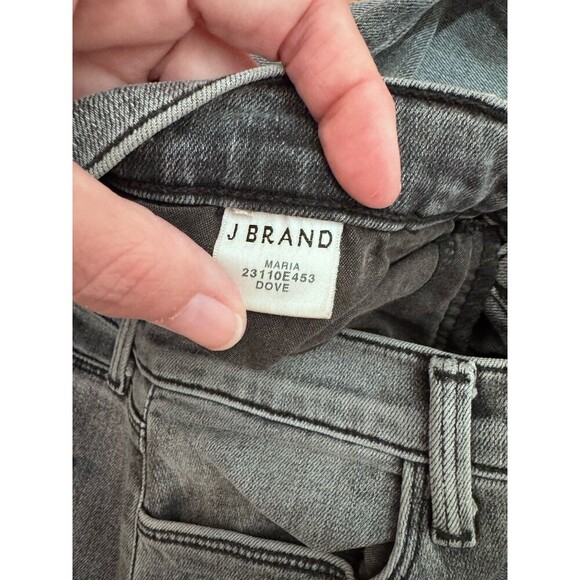 J BRAND
MARIA
23110E453
DOVE